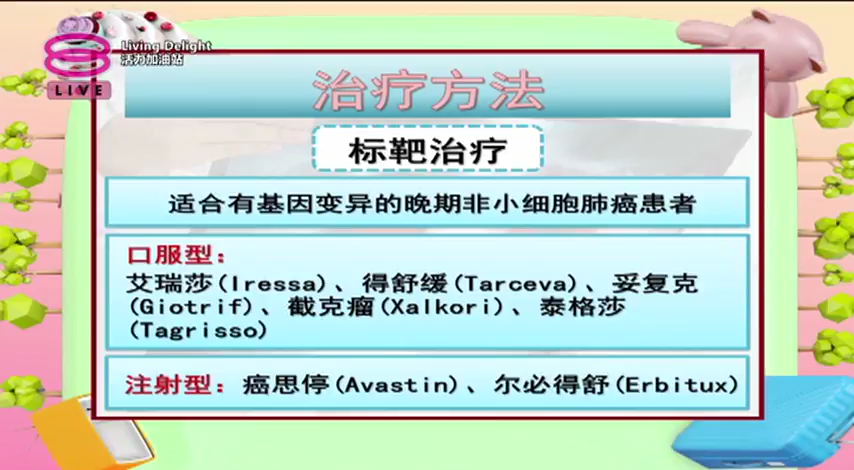 Living Delight
活力加油站
LIVE
治疗方法
标靶治疗
适合有基因变异的晚期非小细胞肺癌患者
口服型：
艾瑞莎(Iressa)、得舒缓(Tarceva)、妥复克
(Giotrif)、截克瘤(Xalkori)、泰格莎
(Tagrisso)
注射型：癌思停(Avastin)、尔必得舒(Erbitux)